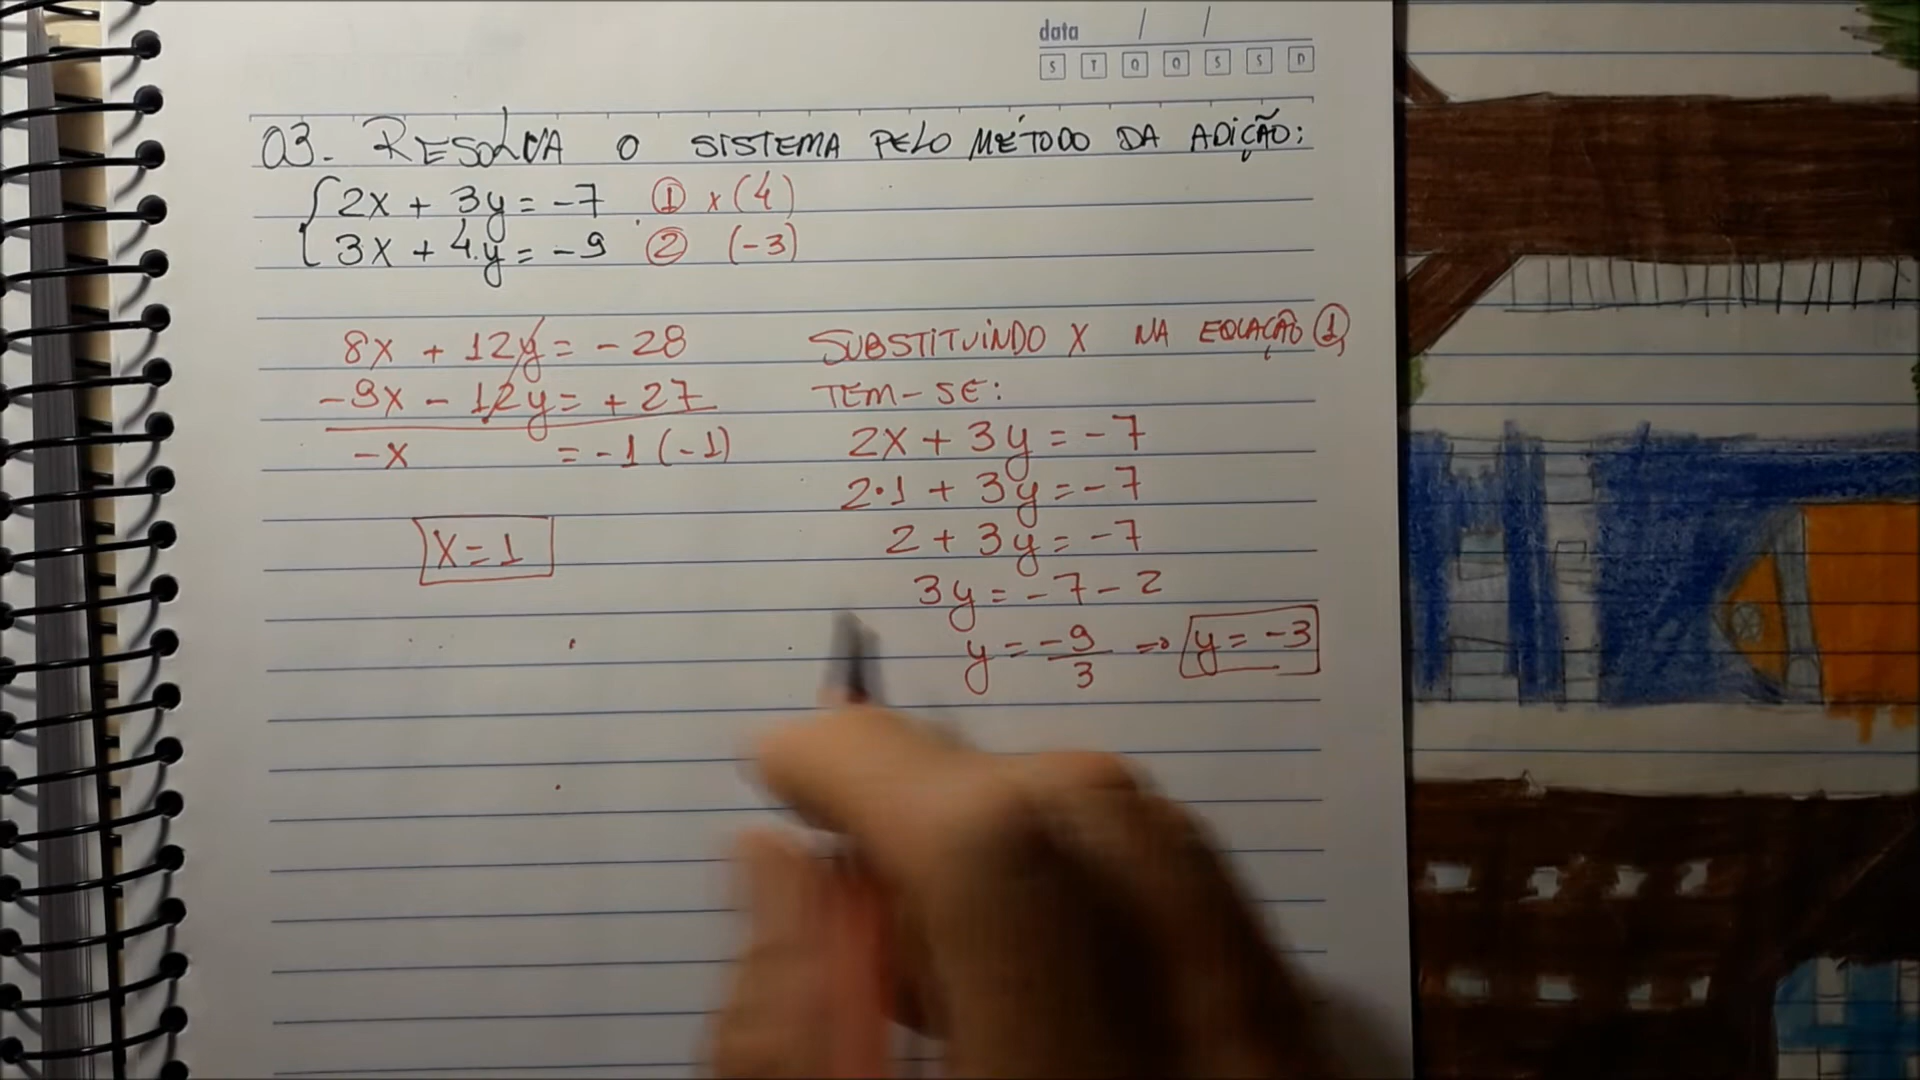 data / /
S T Q Q S S D
03. RESOLVA O SISTEMA PELO MÉTODO DA ADIÇÃO:
2x + 3y = -7 ① x (4)
3x + 4y = -9 ② (-3)
8x + 12y = -28
-9x - 12y = +27
-x = -1 (-1)
x = 1
SUBSTITUINDO X NA EQUAÇÃO ①
TEM-SE:
2x + 3y = -7
2•1 + 3y = -7
2 + 3y = -7
3y = -7 - 2
y = -9/3 => y = -3